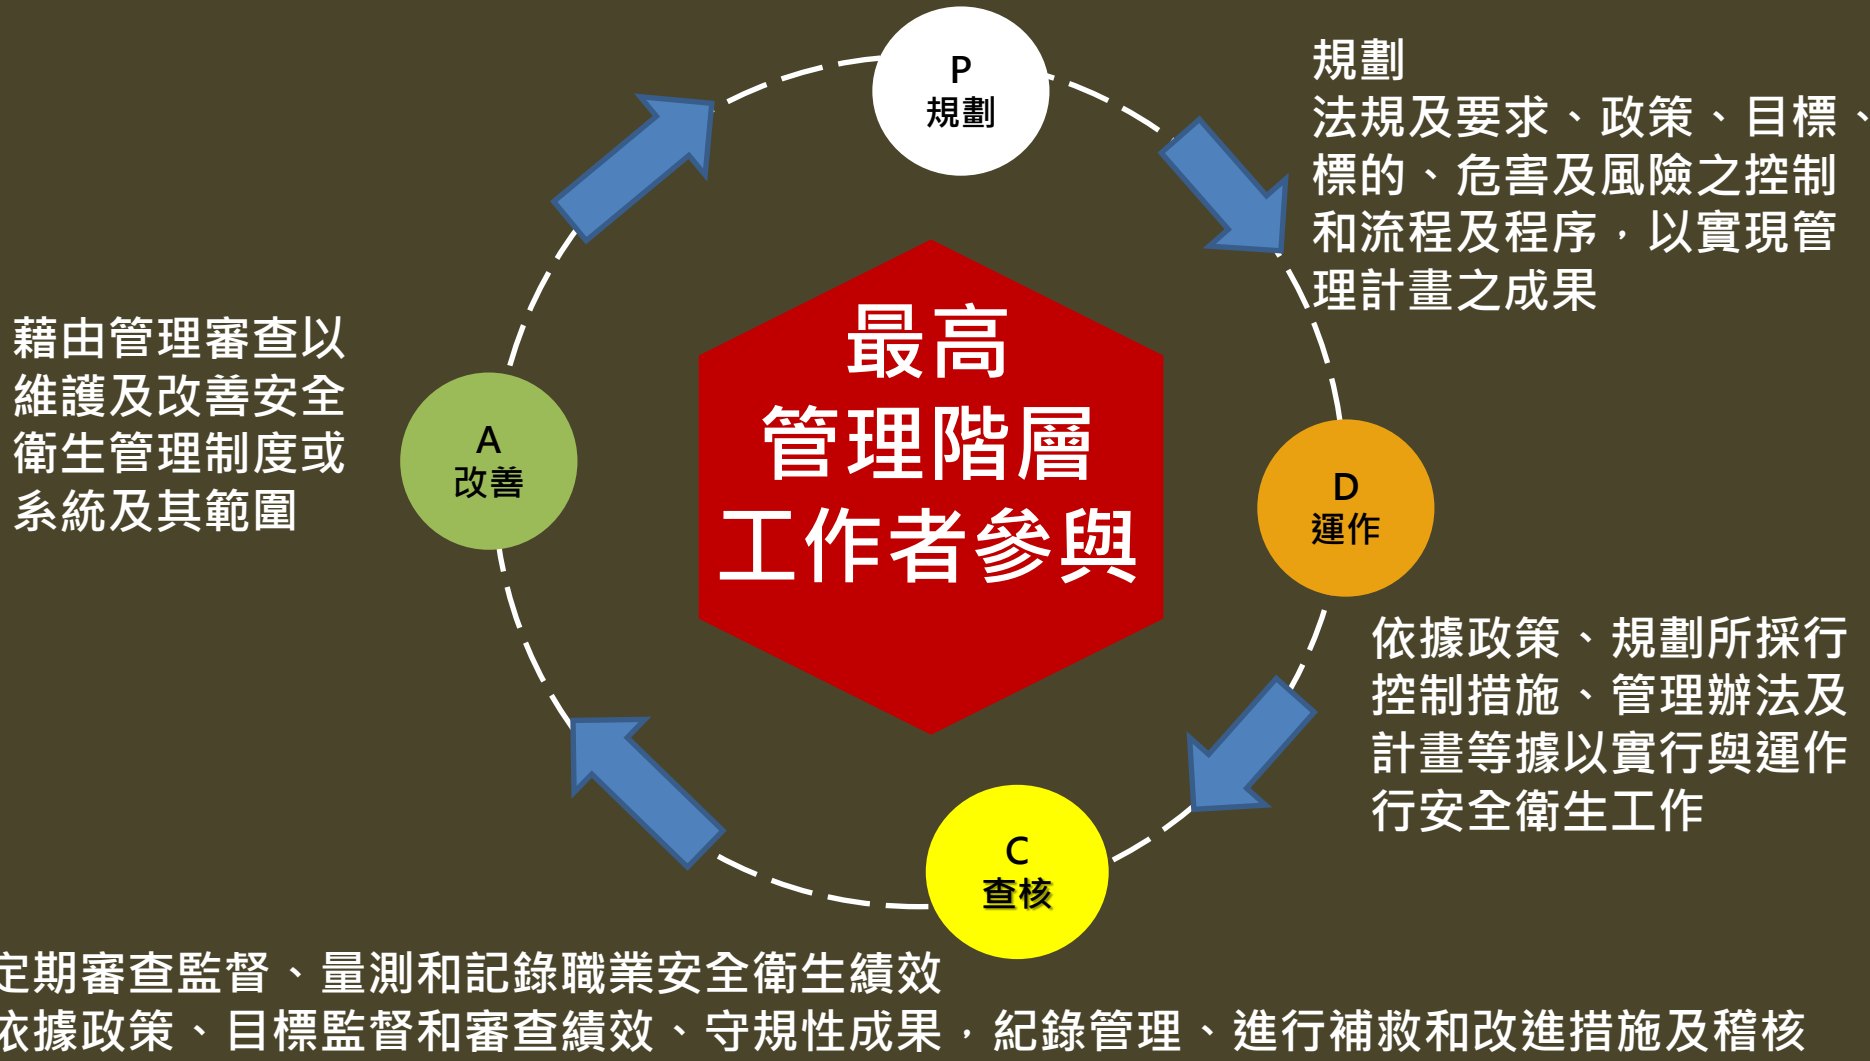 P
規劃
規劃
法規及要求、政策、目標、
標的、危害及風險之控制
和流程及程序，以實現管
理計畫之成果
最高
管理階層
工作者參與
藉由管理審查以
維護及改善安全
衛生管理制度或
系統及其範圍
A
改善
D
運作
依據政策、規劃所採行
控制措施、管理辦法及
計畫等據以實行與運作
行安全衛生工作
C
查核
定期審查監督、量測和記錄職業安全衛生績效
依據政策、目標監督和審查績效、守規性成果，紀錄管理、進行補救和改進措施及稽核